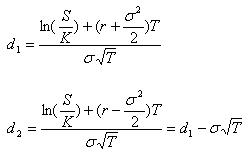 d₁ = (ln(S/K) + (r + σ²/2)T) / (σ√T)
d₂ = (ln(S/K) + (r − σ²/2)T) / (σ√T) = d₁ − σ√T